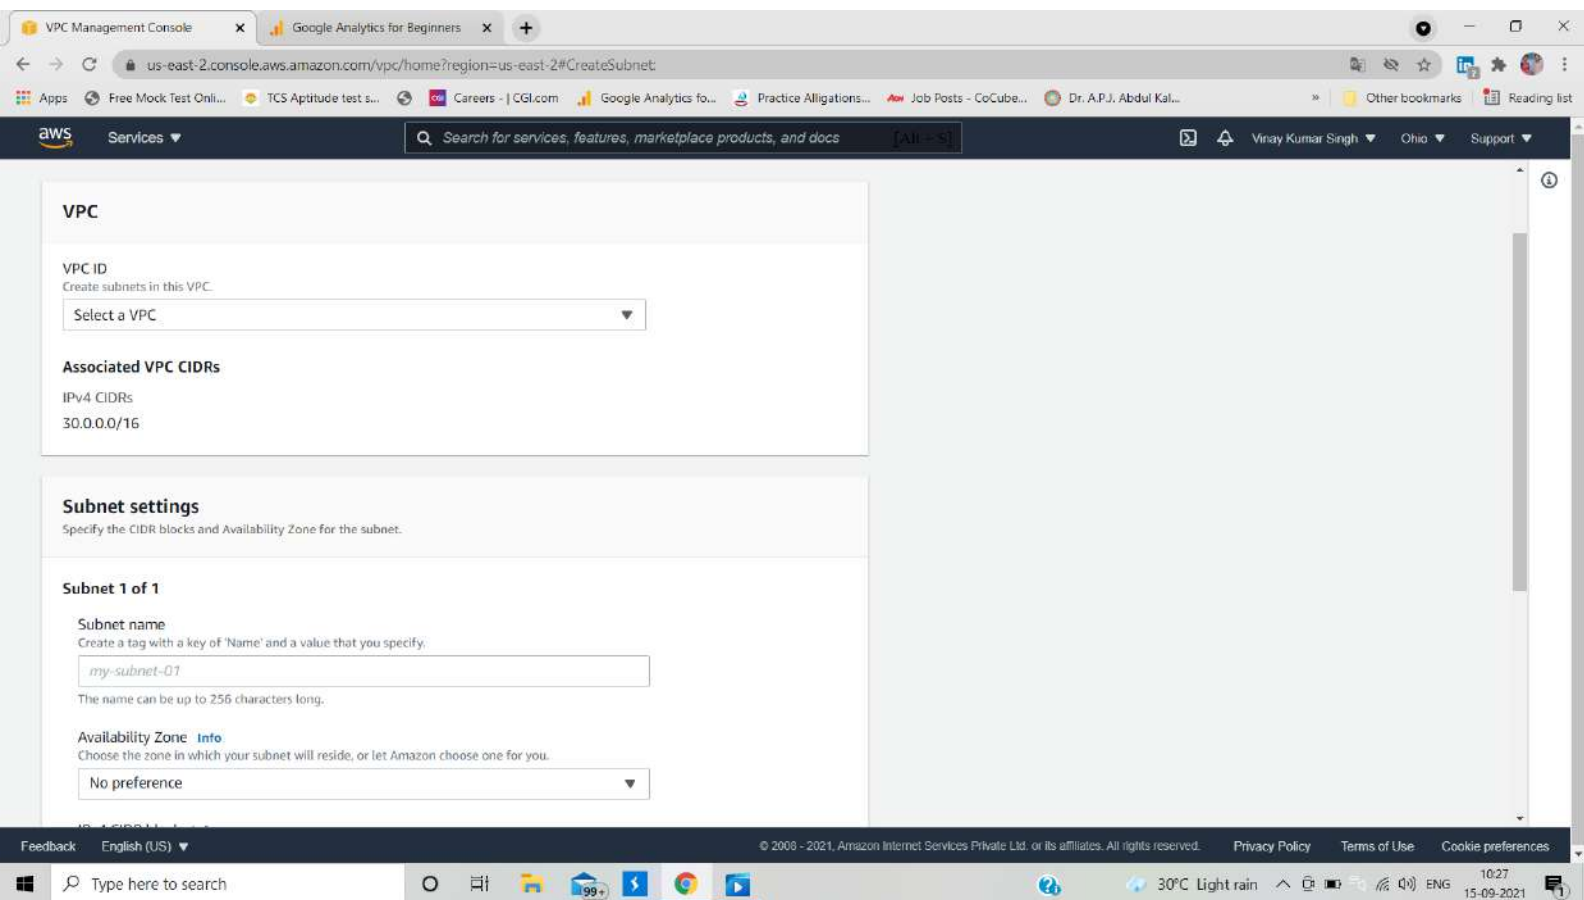 VPC Management Console
Google Analytics for Beginners
us-east-2.console.aws.amazon.com/vpc/home?region=us-east-2#CreateSubnet:
Apps Free Mock Test Onli... TCS Aptitude test s... CGI Careers - | CGI.com Google Analytics fo... Practice Alligations... Job Posts - CoCube... Dr. A.P.J. Abdul Kal... » Other bookmarks Reading list
aws Services Search for services, features, marketplace products, and docs [Alt + S] Vinay Kumar Singh Ohio Support
VPC
VPC ID
Create subnets in this VPC.
Select a VPC
Associated VPC CIDRs
IPv4 CIDRs
30.0.0.0/16
Subnet settings
Specify the CIDR blocks and Availability Zone for the subnet.
Subnet 1 of 1
Subnet name
Create a tag with a key of 'Name' and a value that you specify.
my-subnet-01
The name can be up to 256 characters long.
Availability Zone Info
Choose the zone in which your subnet will reside, or let Amazon choose one for you.
No preference
Feedback English (US) © 2008 - 2021, Amazon Internet Services Private Ltd. or its affiliates. All rights reserved. Privacy Policy Terms of Use Cookie preferences
Type here to search 99+ 30°C Light rain ENG 10:27
15-09-2021